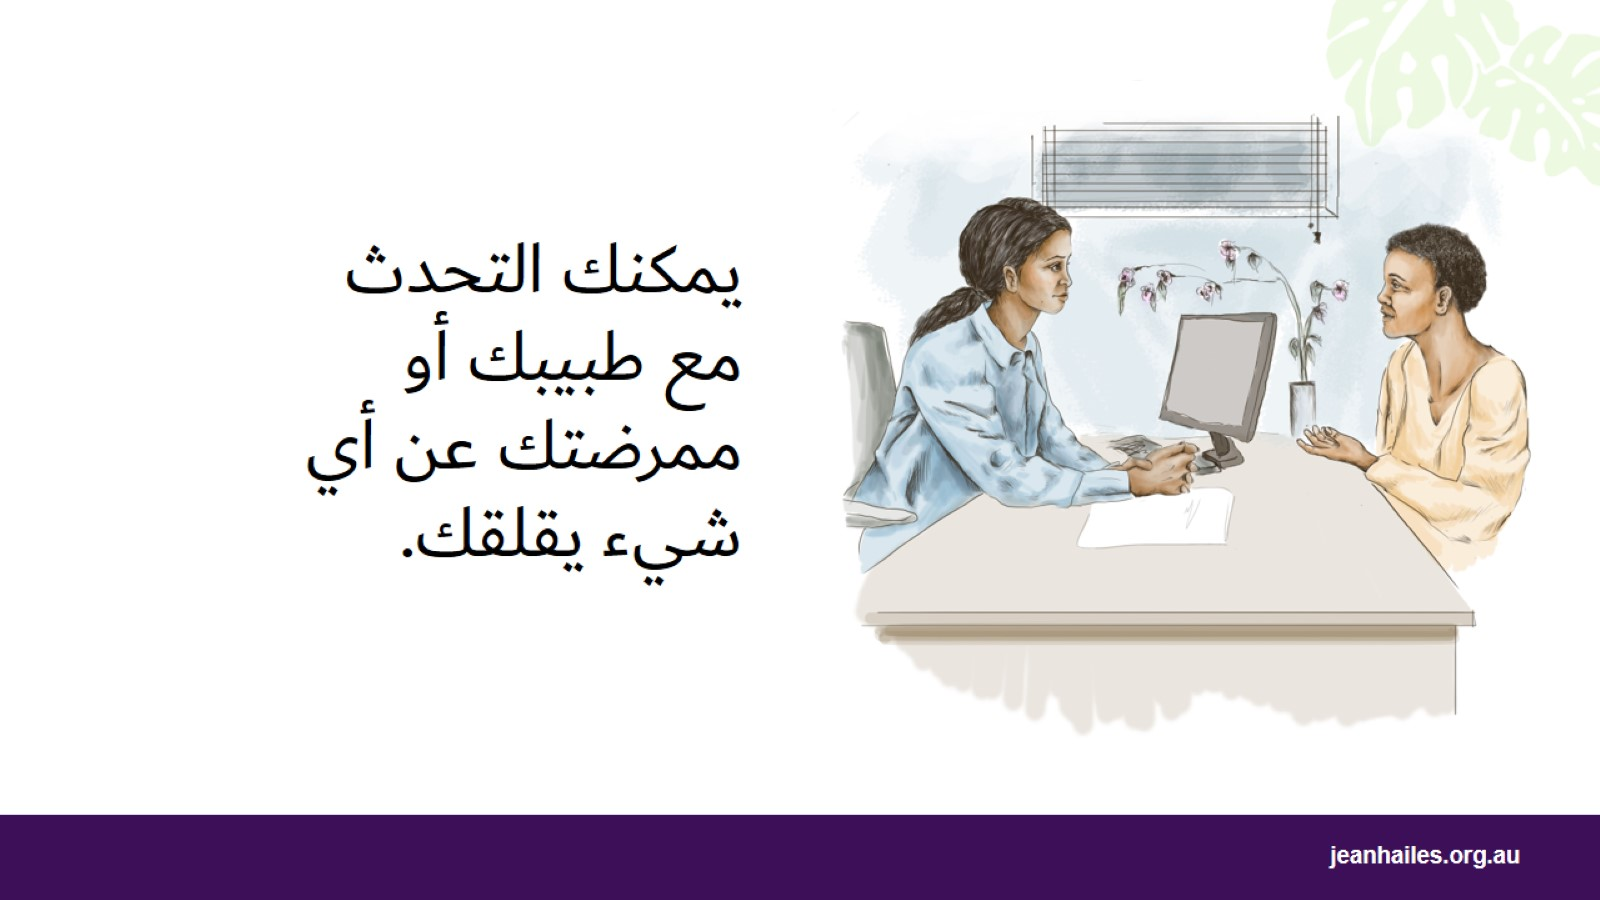 يمكنك التحدث
مع طبيبك أو
ممرضتك عن أي
شيء يقلقك.
jeanhailes.org.au